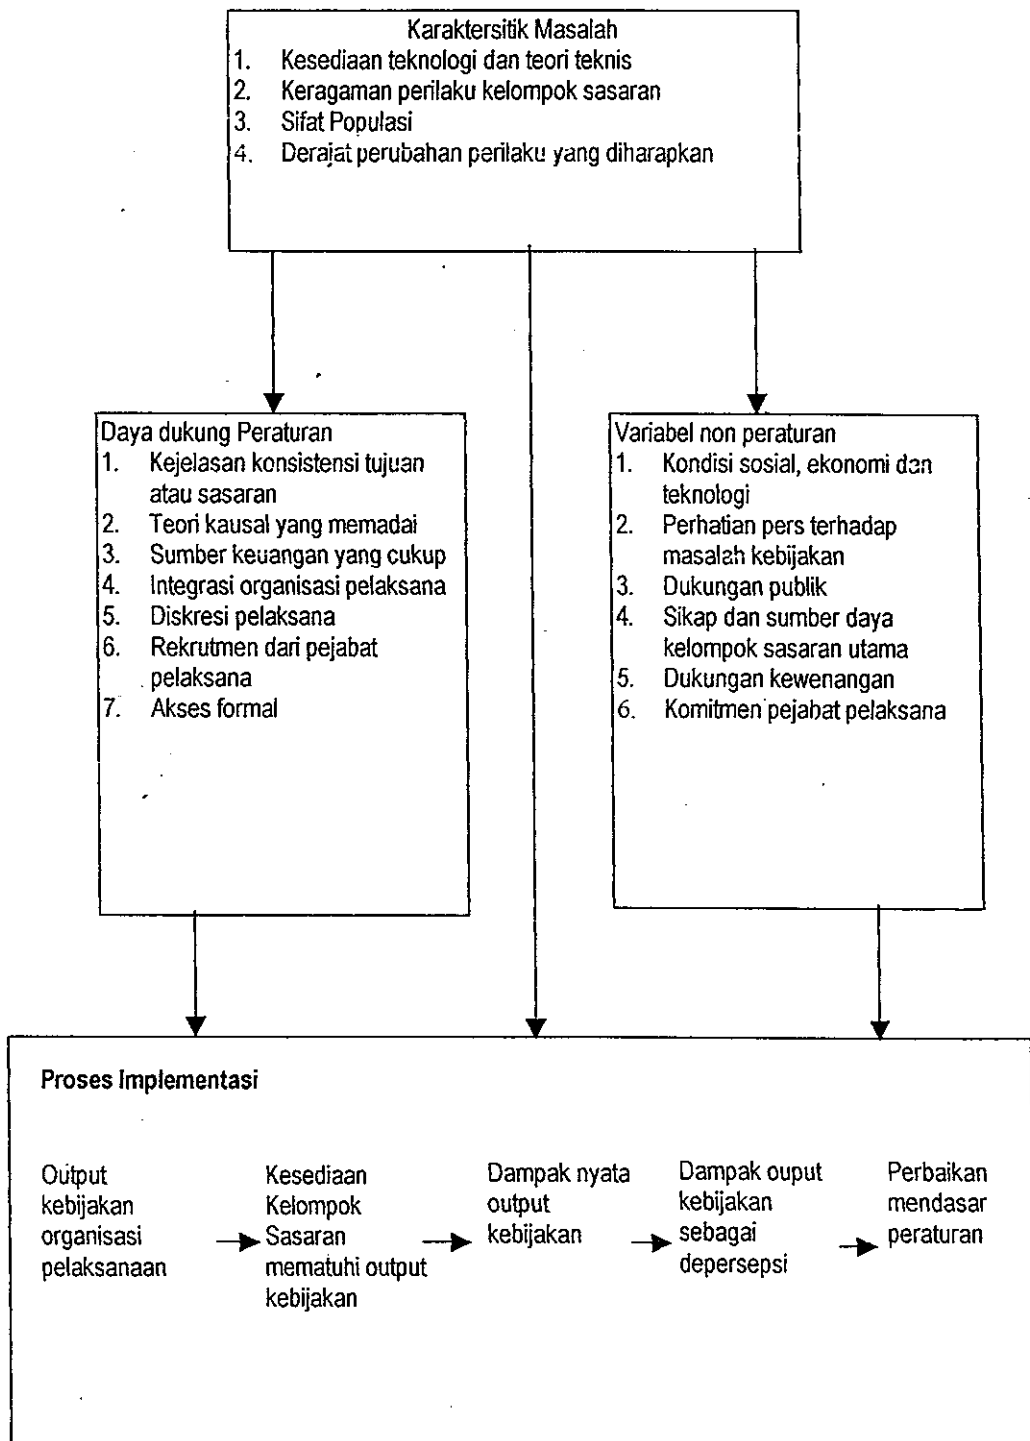 Karaktersitik Masalah
1. Kesediaan teknologi dan teori teknis
2. Keragaman perilaku kelompok sasaran
3. Sifat Populasi
4. Derajat perubahan perilaku yang diharapkan
Daya dukung Peraturan
1. Kejelasan konsistensi tujuan
atau sasaran
2. Teori kausal yang memadai
3. Sumber keuangan yang cukup
4. Integrasi organisasi pelaksana
5. Diskresi pelaksana
6. Rekrutmen dari pejabat
pelaksana
7. Akses formal
Variabel non peraturan
1. Kondisi sosial, ekonomi dan
teknologi
2. Perhatian pers terhadap
masalah kebijakan
3. Dukungan publik
4. Sikap dan sumber daya
kelompok sasaran utama
5. Dukungan kewenangan
6. Komitmen pejabat pelaksana
Proses Implementasi
Output
kebijakan
organisasi
pelaksanaan
Kesediaan
Kelompok
Sasaran
mematuhi output
kebijakan
Dampak nyata
output
kebijakan
Dampak ouput
kebijakan
sebagai
depersepsi
Perbaikan
mendasar
peraturan